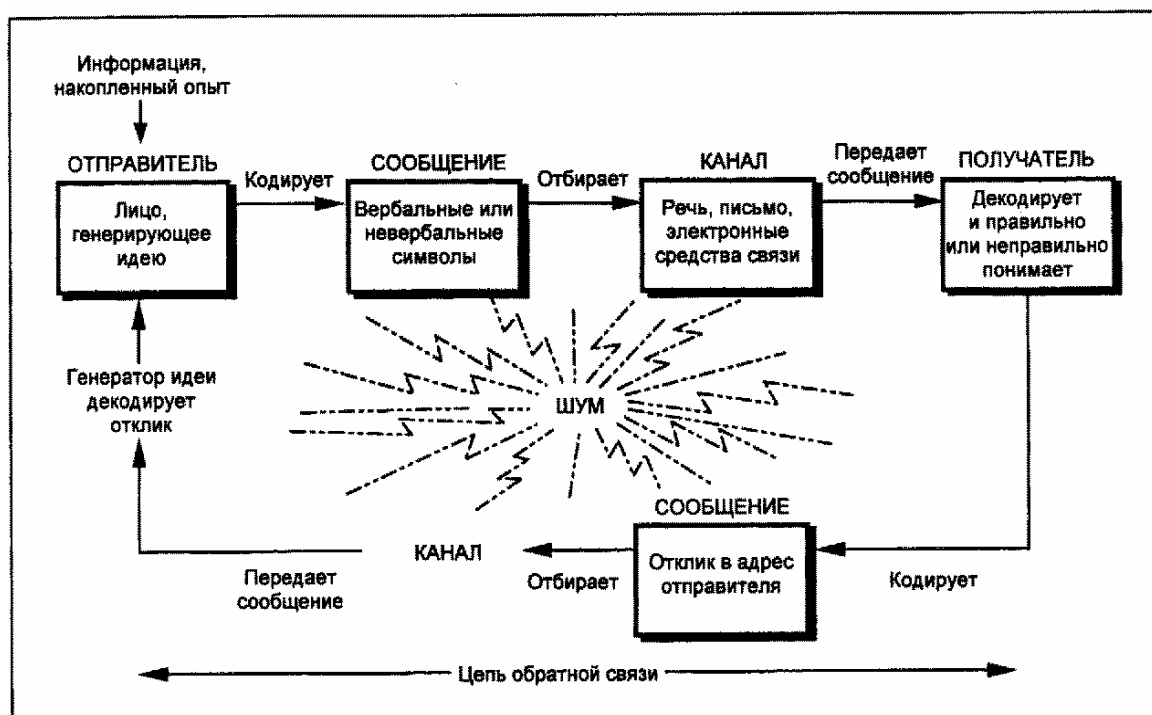 Информация,
накопленный опыт
ОТПРАВИТЕЛЬ
Лицо,
генерирующее
идею
Кодирует
СООБЩЕНИЕ
Вербальные или
невербальные
символы
Отбирает
КАНАЛ
Речь, письмо,
электронные
средства связи
Передает
сообщение
ПОЛУЧАТЕЛЬ
Декодирует
и правильно
или неправильно
понимает
ШУМ
Генератор идеи
декодирует
отклик
СООБЩЕНИЕ
Отклик в адрес
отправителя
Кодирует
Отбирает
КАНАЛ
Передает
сообщение
Цепь обратной связи